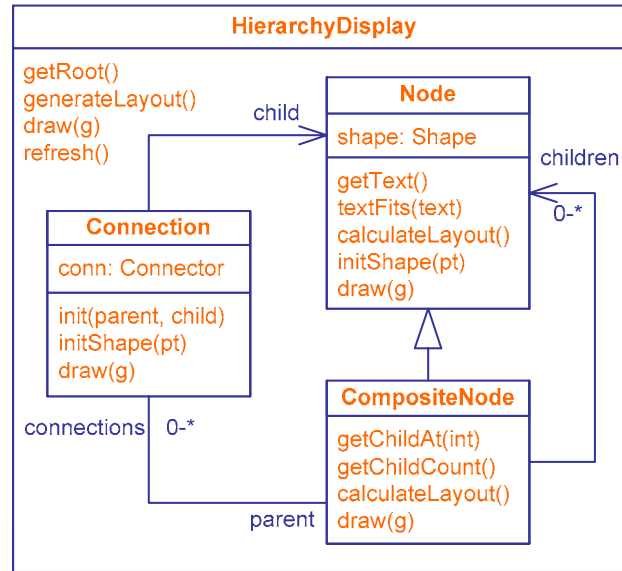 HierarchyDisplay
getRoot()
generateLayout()
draw(g)
refresh()
child
Node
shape: Shape
getText()
textFits(text)
calculateLayout()
initShape(pt)
draw(g)
children
0-*
Connection
conn: Connector
init(parent, child)
initShape(pt)
draw(g)
connections 0-*
parent
CompositeNode
getChildAt(int)
getChildCount()
calculateLayout()
draw(g)